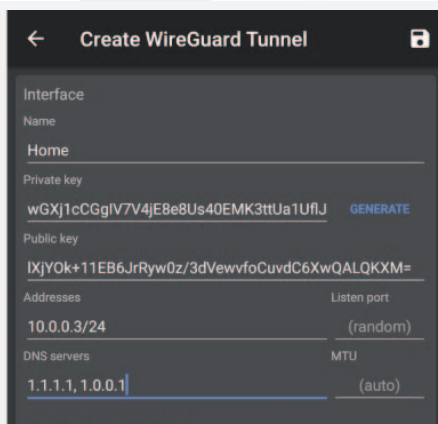 Create WireGuard Tunnel
Interface
Name
Home
Private key
wGXj1cCGgIV7V4jE8e8Us40EMK3ttUa1UflJ GENERATE
Public key
lXjYOk+11EB6JrRyw0z/3dVewvfoCuvdC6XwQALQKXM=
Addresses Listen port
10.0.0.3/24 (random)
DNS servers MTU
1.1.1.1, 1.0.0.1 (auto)